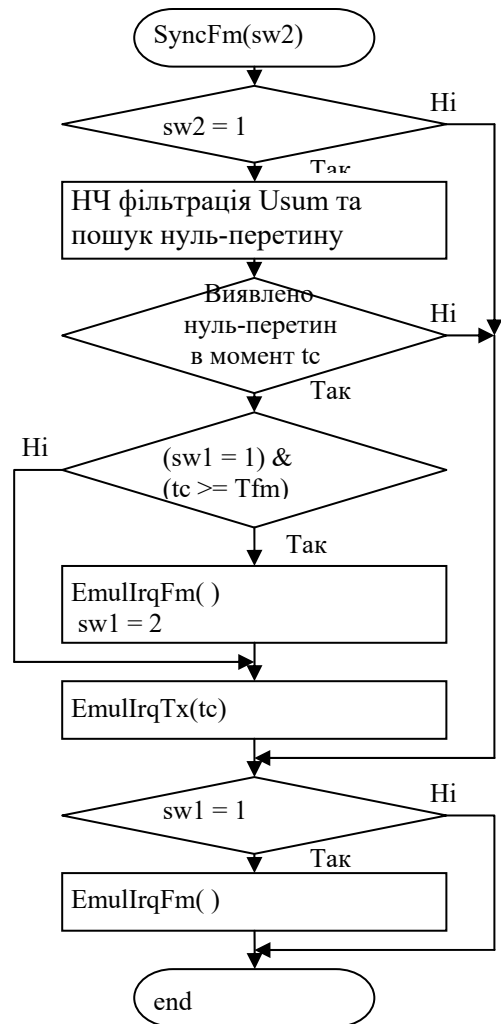 SyncFm(sw2)
Ні
sw2 = 1
Так
НЧ фільтрація Usum та
пошук нуль-перетину
Виявлено
нуль-перетин
в момент tc
Ні
Так
Ні
(sw1 = 1) &
(tc >= Tfm)
Так
EmulIrqFm( )
sw1 = 2
EmulIrqTx(tc)
sw1 = 1
Ні
Так
EmulIrqFm( )
end